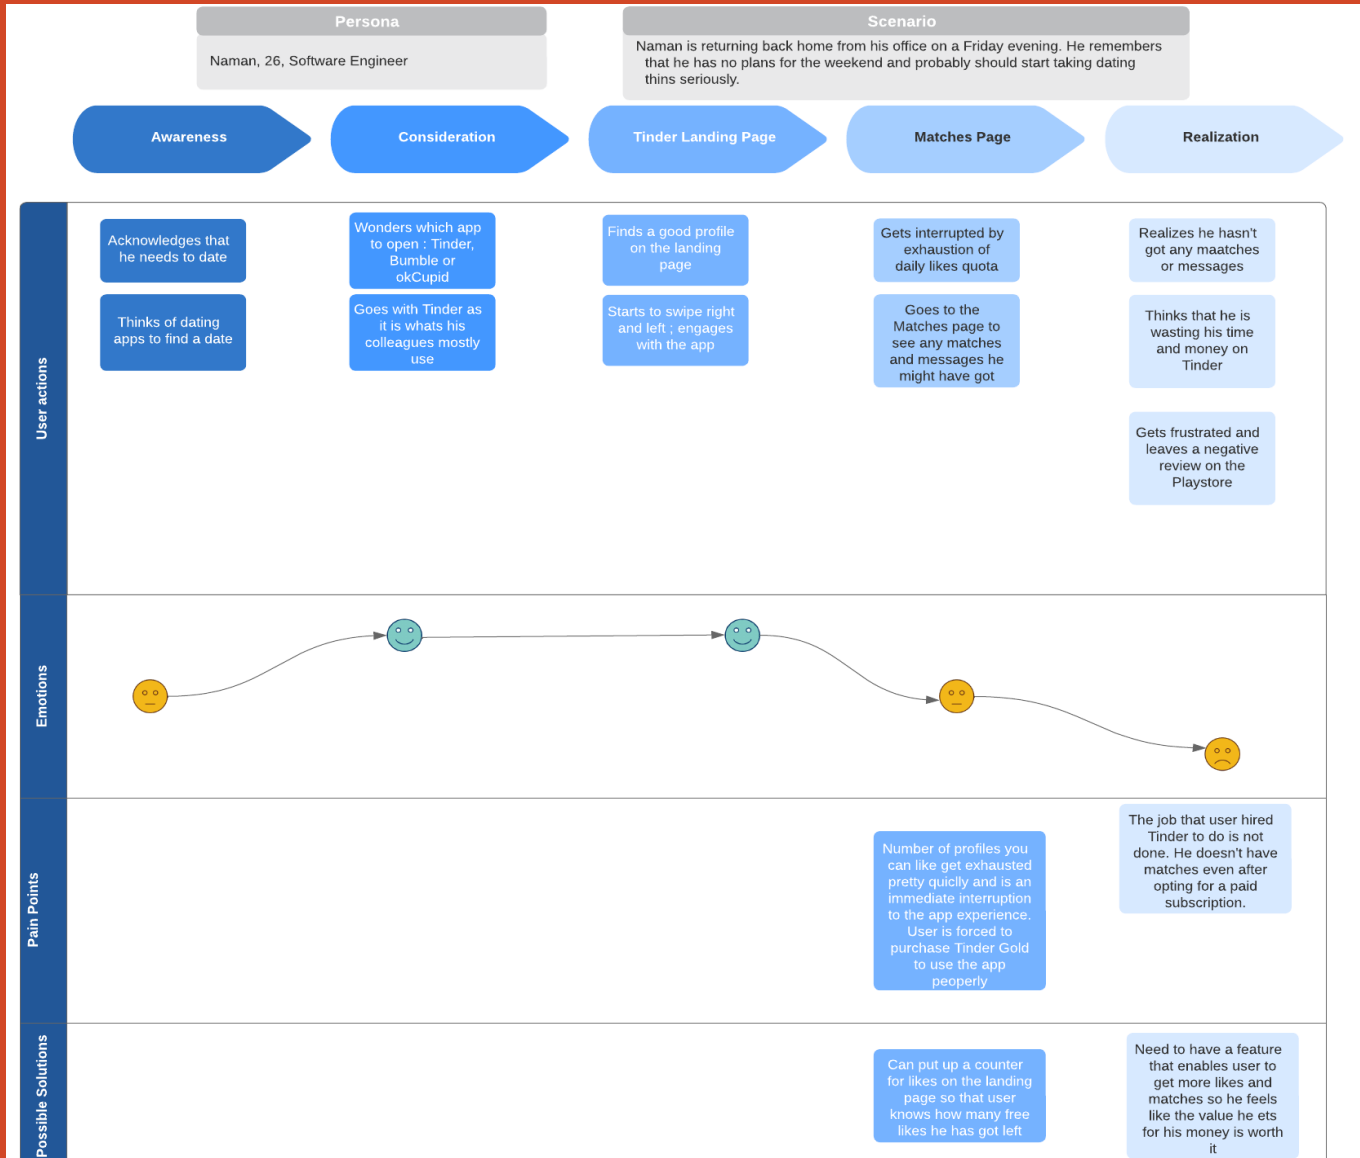 Persona
Naman, 26, Software Engineer
Scenario
Naman is returning back home from his office on a Friday evening. He remembers
that he has no plans for the weekend and probably should start taking dating
thins seriously.
Awareness
Consideration
Tinder Landing Page
Matches Page
Realization
User actions
Acknowledges that
he needs to date
Thinks of dating
apps to find a date
Wonders which app
to open : Tinder,
Bumble or
okCupid
Goes with Tinder as
it is whats his
colleagues mostly
use
Finds a good profile
on the landing
page
Starts to swipe right
and left ; engages
with the app
Gets interrupted by
exhaustion of
daily likes quota
Goes to the
Matches page to
see any matches
and messages he
might have got
Realizes he hasn't
got any maatches
or messages
Thinks that he is
wasting his time
and money on
Tinder
Gets frustrated and
leaves a negative
review on the
Playstore
Emotions
Pain Points
Number of profiles you
can like get exhausted
pretty quiclly and is an
immediate interruption
to the app experience.
User is forced to
purchase Tinder Gold
to use the app
peoperly
The job that user hired
Tinder to do is not
done. He doesn't have
matches even after
opting for a paid
subscription.
Possible Solutions
Can put up a counter
for likes on the landing
page so that user
knows how many free
likes he has got left
Need to have a feature
that enables user to
get more likes and
matches so he feels
like the value he ets
for his money is worth
it